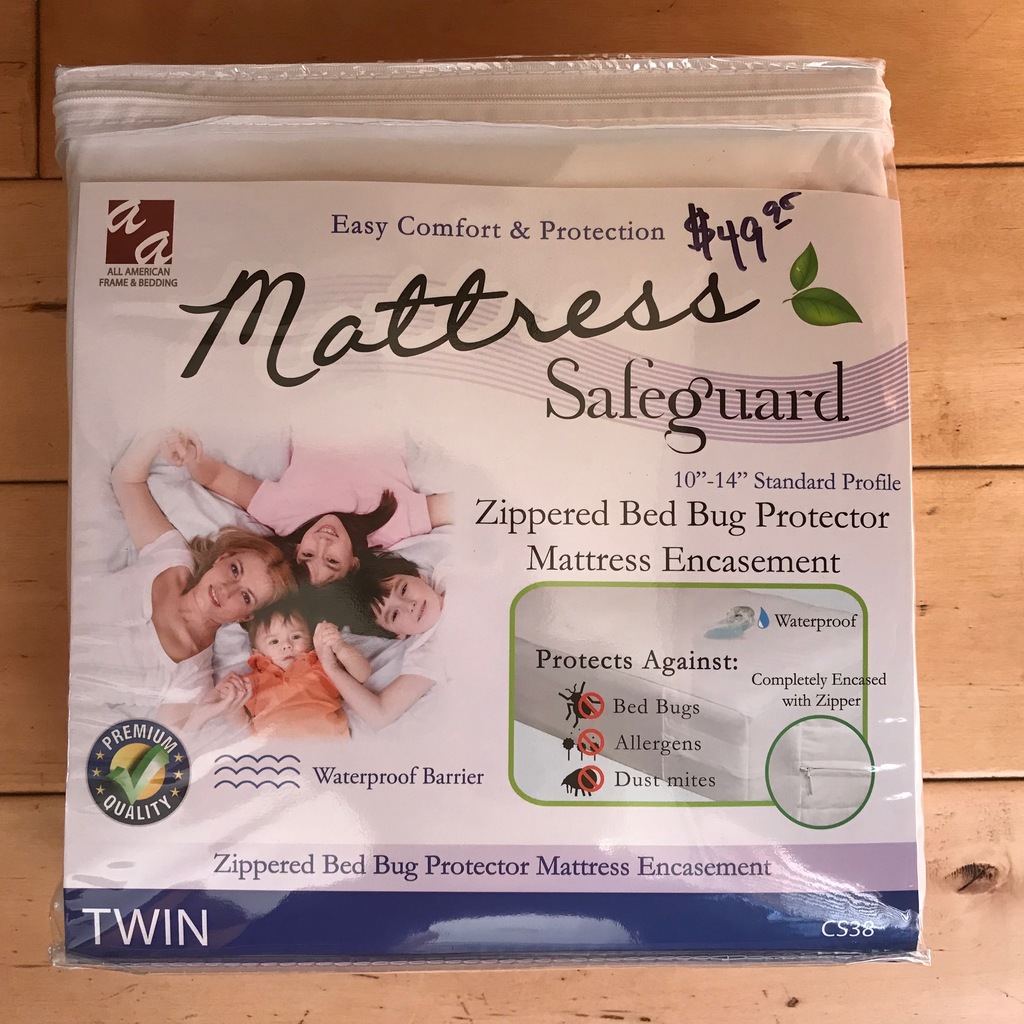 aa
ALL AMERICAN
FRAME & BEDDING
Easy Comfort & Protection
$49.95
Mattress
Safeguard
10”-14” Standard Profile
Zippered Bed Bug Protector
Mattress Encasement
Waterproof
Protects Against:
Completely Encased
with Zipper
Bed Bugs
Allergens
Dust mites
PREMIUM
QUALITY
Waterproof Barrier
Zippered Bed Bug Protector Mattress Encasement
TWIN
CS38